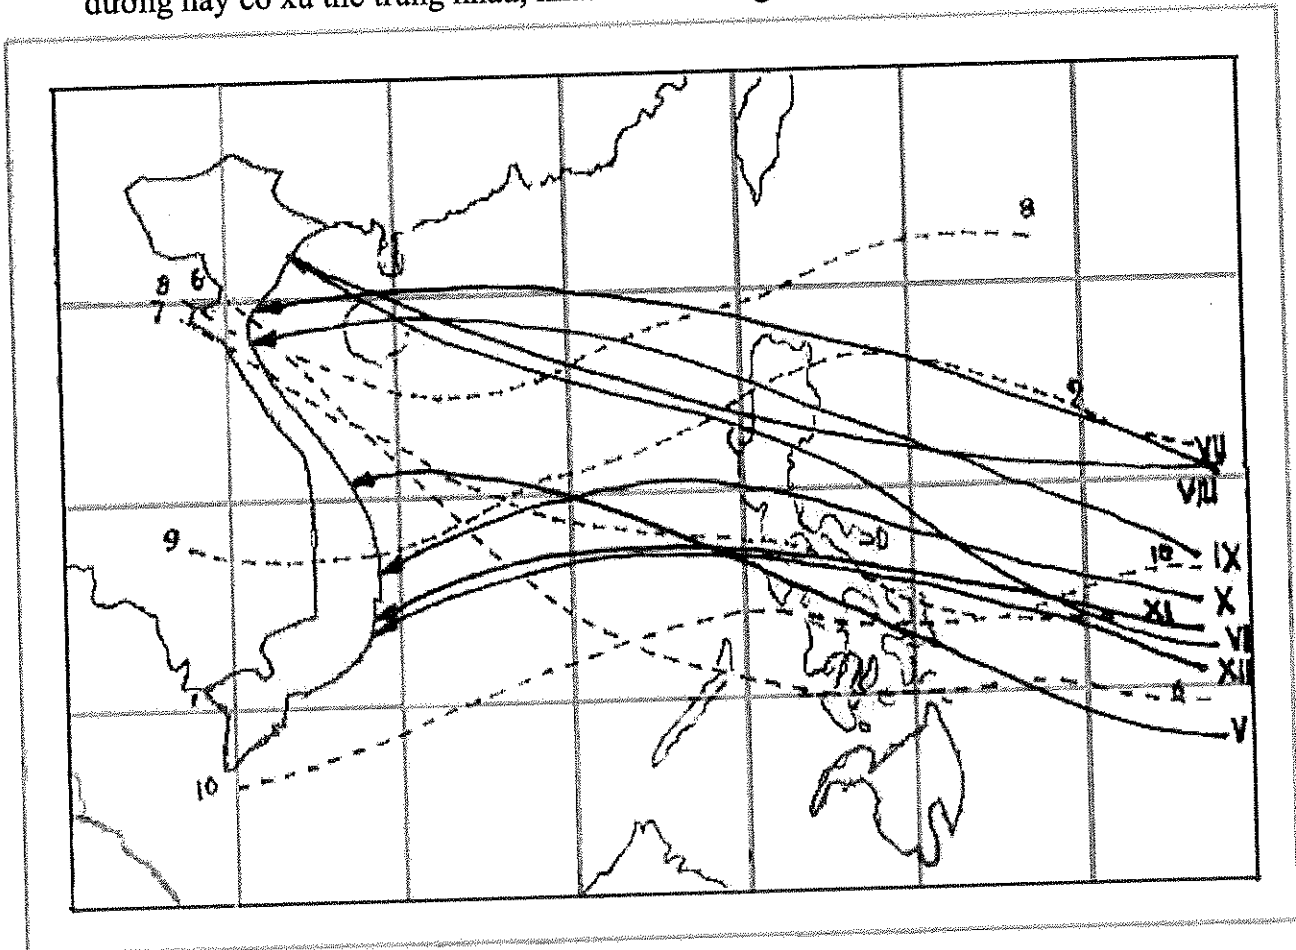 đường này có xu thế trùng nhau,
8
8 6
7
2
VII
VIII
9
10
IX
X
XI
VI
XII
V
10